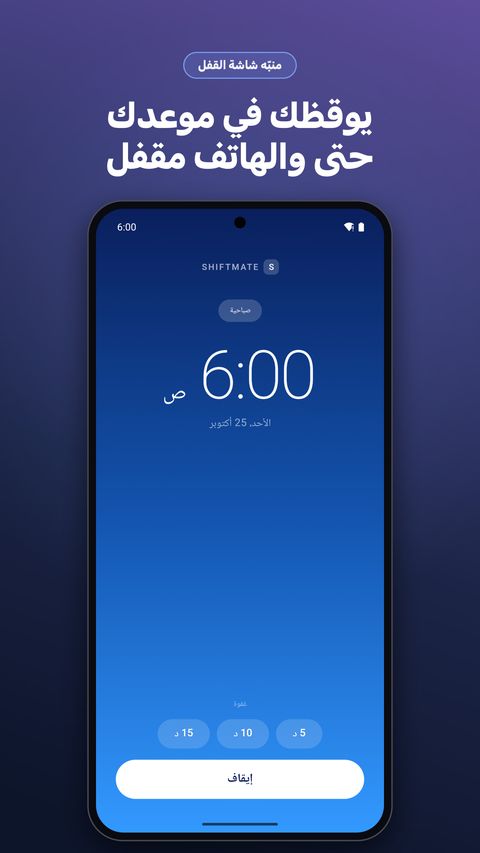 منبّه شاشة القفل
يوقظك في موعدك
حتى والهاتف مقفل
6:00
SHIFTMATE S
صباحية
6:00 ص
الأحد، 25 أكتوبر
غفوة
5 د
10 د
15 د
إيقاف